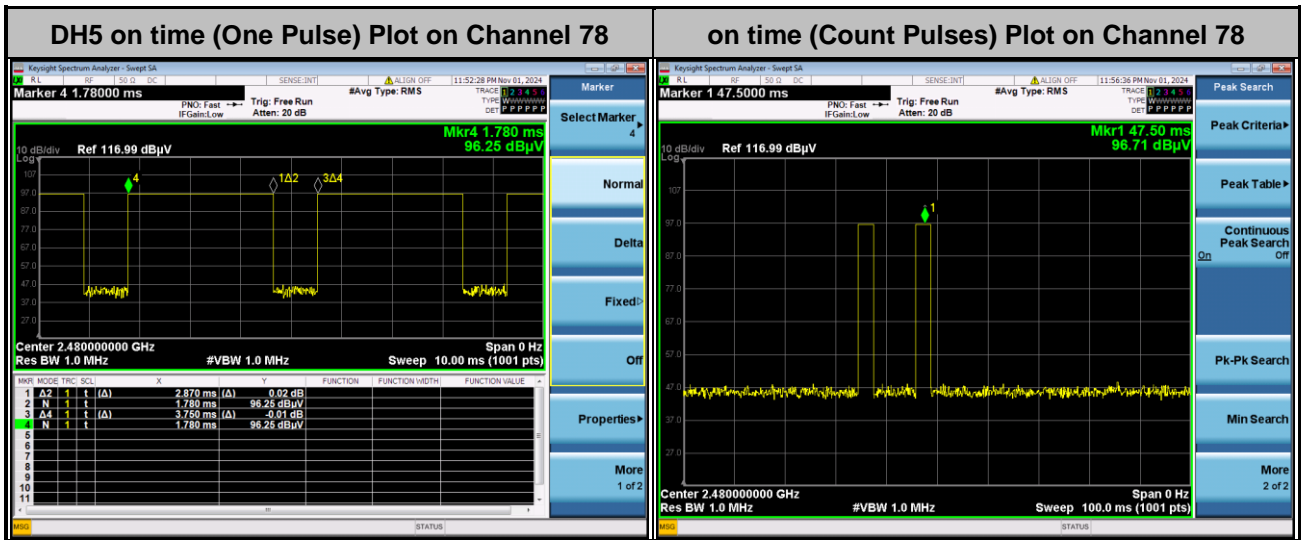 DH5 on time (One Pulse) Plot on Channel 78
Keysight Spectrum Analyzer - Swept SA
RL RF 50 Ω DC SENSE:INT ALIGN OFF 11:52:28 PM Nov 01, 2024
Marker 4 1.78000 ms #Avg Type: RMS TRACE 1 2 3 4 5 6
PNO: Fast Trig: Free Run TYPE WWWWWW
IFGain:Low Atten: 20 dB DET P P P P P P
Mkr4 1.780 ms
96.25 dBµV
10 dB/div Ref 116.99 dBµV
Log
107
97.0
87.0
77.0
67.0
57.0
47.0
37.0
27.0
4
1Δ2
3Δ4
Center 2.480000000 GHz Span 0 Hz
Res BW 1.0 MHz #VBW 1.0 MHz Sweep 10.00 ms (1001 pts)
MKR MODE TRC SCL X Y FUNCTION FUNCTION WIDTH FUNCTION VALUE
1 Δ2 1 t (Δ) 2.870 ms (Δ) 0.02 dB
2 N 1 t 1.780 ms 96.25 dBµV
3 Δ4 1 t (Δ) 3.750 ms (Δ) -0.01 dB
4 N 1 t 1.780 ms 96.25 dBµV
5
6
7
8
9
10
11
MSG STATUS
Marker
Select Marker
4
Normal
Delta
Fixed
Off
Properties
More
1 of 2
on time (Count Pulses) Plot on Channel 78
Keysight Spectrum Analyzer - Swept SA
RL RF 50 Ω DC SENSE:INT ALIGN OFF 11:56:36 PM Nov 01, 2024
Marker 1 47.5000 ms #Avg Type: RMS TRACE 1 2 3 4 5 6
PNO: Fast Trig: Free Run TYPE WWWWWW
IFGain:Low Atten: 20 dB DET P P P P P P
Mkr1 47.50 ms
96.71 dBµV
10 dB/div Ref 116.99 dBµV
Log
107
97.0
87.0
77.0
67.0
57.0
47.0
37.0
27.0
1
Center 2.480000000 GHz Span 0 Hz
Res BW 1.0 MHz #VBW 1.0 MHz Sweep 100.0 ms (1001 pts)
MSG STATUS
Peak Search
Peak Criteria
Peak Table
Continuous
Peak Search
On Off
Pk-Pk Search
Min Search
More
2 of 2